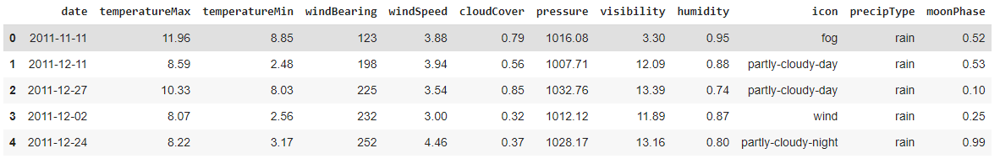 date temperatureMax temperatureMin windBearing windSpeed cloudCover pressure visibility humidity icon precipType moonPhase
0 2011-11-11 11.96 8.85 123 3.88 0.79 1016.08 3.30 0.95 fog rain 0.52
1 2011-12-11 8.59 2.48 198 3.94 0.56 1007.71 12.09 0.88 partly-cloudy-day rain 0.53
2 2011-12-27 10.33 8.03 225 3.54 0.85 1032.76 13.39 0.74 partly-cloudy-day rain 0.10
3 2011-12-02 8.07 2.56 232 3.00 0.32 1012.12 11.89 0.87 wind rain 0.25
4 2011-12-24 8.22 3.17 252 4.46 0.37 1028.17 13.16 0.80 partly-cloudy-night rain 0.99